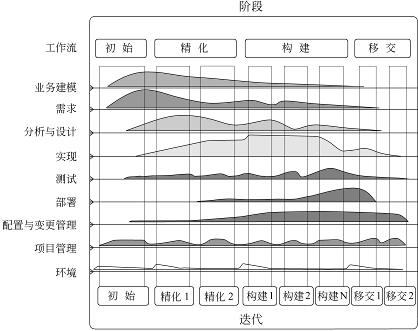 阶段
工作流 初始 精化 构建 移交
业务建模
需求
分析与设计
实现
测试
部署
配置与变更管理
项目管理
环境
初始 精化1 精化2 构建1 构建2 构建N 移交1 移交2
迭代